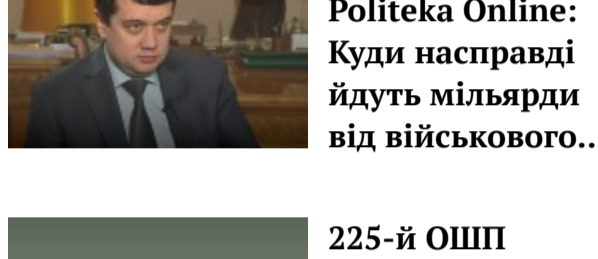 Politeka Online:
Куди насправді
йдуть мільярди
від військового..
225-й ОШП